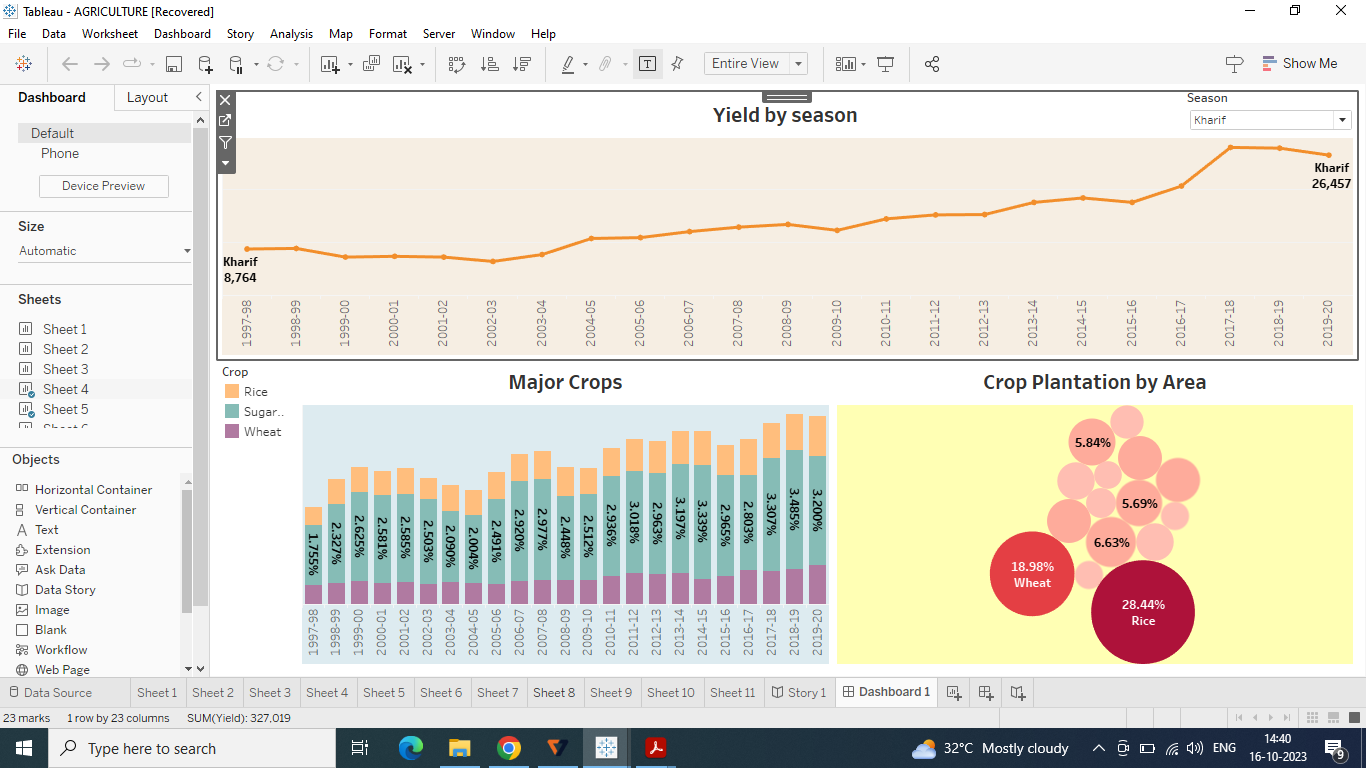 Tableau - AGRICULTURE [Recovered]
File Data Worksheet Dashboard Story Analysis Map Format Server Window Help
Entire View
Show Me
Dashboard Layout
Default
Phone
Device Preview
Size
Automatic
Sheets
Sheet 1
Sheet 2
Sheet 3
Sheet 4
Sheet 5
Objects
Horizontal Container
Vertical Container
Text
Extension
Ask Data
Data Story
Image
Blank
Workflow
Web Page
Yield by season
Season
Kharif
Kharif
8,764
Kharif
26,457
1997-98 1998-99 1999-00 2000-01 2001-02 2002-03 2003-04 2004-05 2005-06 2006-07 2007-08 2008-09 2009-10 2010-11 2011-12 2012-13 2013-14 2014-15 2015-16 2016-17 2017-18 2018-19 2019-20
Crop
Rice
Sugar..
Wheat
Major Crops
1.755% 2.327% 2.625% 2.581% 2.585% 2.503% 2.090% 2.004% 2.491% 2.920% 2.977% 2.448% 2.512% 2.936% 3.018% 2.963% 3.197% 3.339% 2.965% 2.803% 3.307% 3.485% 3.200%
1997-98 1998-99 1999-00 2000-01 2001-02 2002-03 2003-04 2004-05 2005-06 2006-07 2007-08 2008-09 2009-10 2010-11 2011-12 2012-13 2013-14 2014-15 2015-16 2016-17 2017-18 2018-19 2019-20
Crop Plantation by Area
5.84%
5.69%
6.63%
18.98%
Wheat
28.44%
Rice
Data Source Sheet 1 Sheet 2 Sheet 3 Sheet 4 Sheet 5 Sheet 6 Sheet 7 Sheet 8 Sheet 9 Sheet 10 Sheet 11 Story 1 Dashboard 1
23 marks 1 row by 23 columns SUM(Yield): 327,019
Type here to search
32°C Mostly cloudy
ENG
14:40
16-10-2023
9